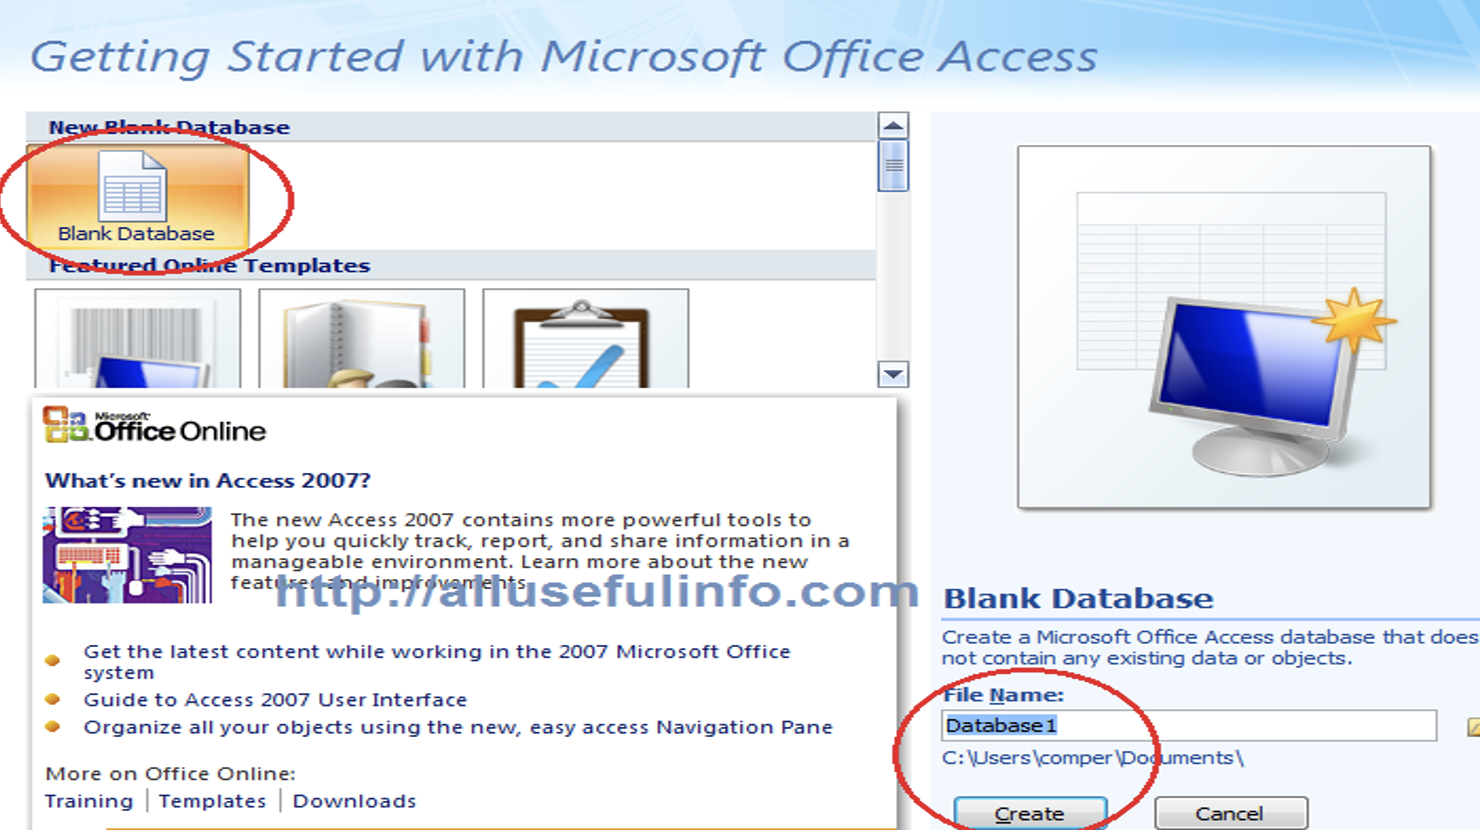 Getting Started with Microsoft Office Access
New Blank Database
Blank Database
Featured Online Templates
Microsoft
Office Online
What's new in Access 2007?
The new Access 2007 contains more powerful tools to
help you quickly track, report, and share information in a
manageable environment. Learn more about the new
features and improvements.
http://allusefulinfo.com
Get the latest content while working in the 2007 Microsoft Office
system
Guide to Access 2007 User Interface
Organize all your objects using the new, easy access Navigation Pane
More on Office Online:
Training | Templates | Downloads
Blank Database
Create a Microsoft Office Access database that does
not contain any existing data or objects.
File Name:
Database1
C:\Users\comper\Documents\
Create Cancel